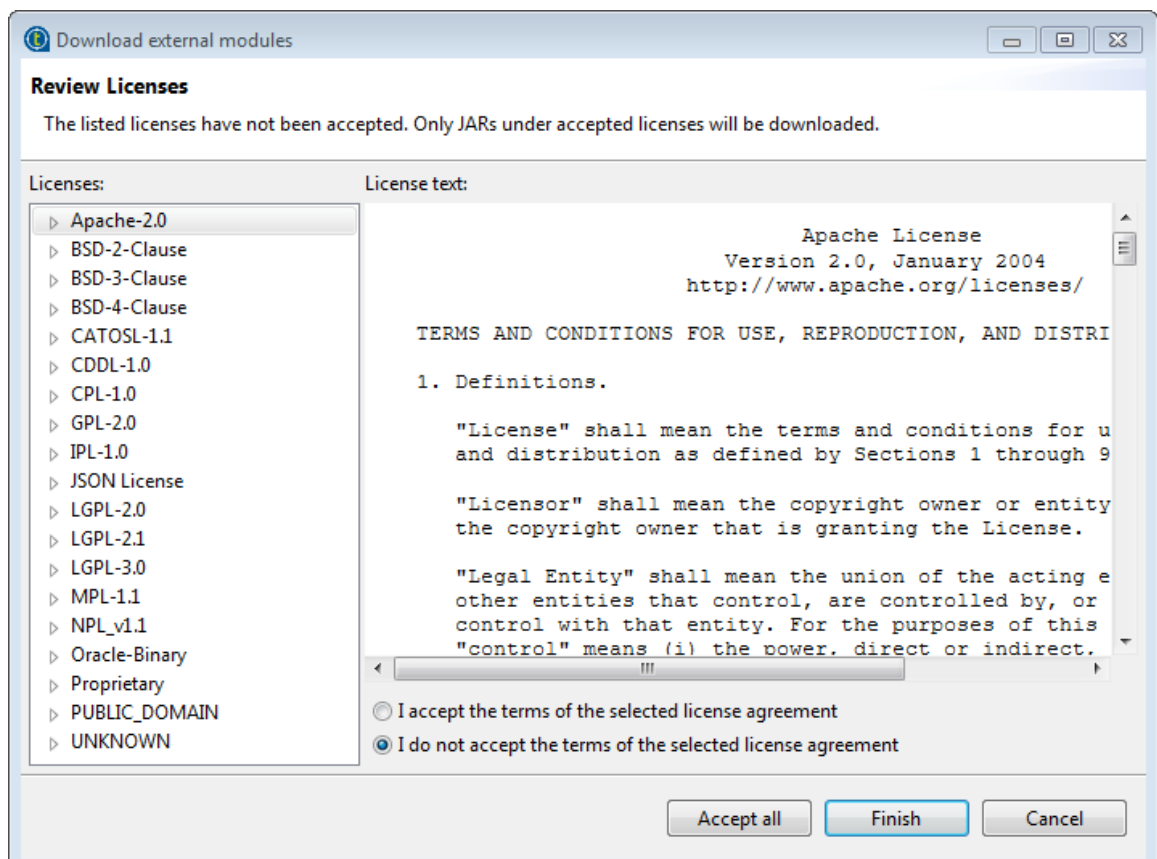 Download external modules
Review Licenses
The listed licenses have not been accepted. Only JARs under accepted licenses will be downloaded.
Licenses:
Apache-2.0
BSD-2-Clause
BSD-3-Clause
BSD-4-Clause
CATOSL-1.1
CDDL-1.0
CPL-1.0
GPL-2.0
IPL-1.0
JSON License
LGPL-2.0
LGPL-2.1
LGPL-3.0
MPL-1.1
NPL_v1.1
Oracle-Binary
Proprietary
PUBLIC_DOMAIN
UNKNOWN
License text:
Apache License
Version 2.0, January 2004
http://www.apache.org/licenses/
TERMS AND CONDITIONS FOR USE, REPRODUCTION, AND DISTRI
1. Definitions.
"License" shall mean the terms and conditions for u
and distribution as defined by Sections 1 through 9
"Licensor" shall mean the copyright owner or entity
the copyright owner that is granting the License.
"Legal Entity" shall mean the union of the acting e
other entities that control, are controlled by, or
control with that entity. For the purposes of this
"control" means (i) the power, direct or indirect,
I accept the terms of the selected license agreement
I do not accept the terms of the selected license agreement
Accept all
Finish
Cancel